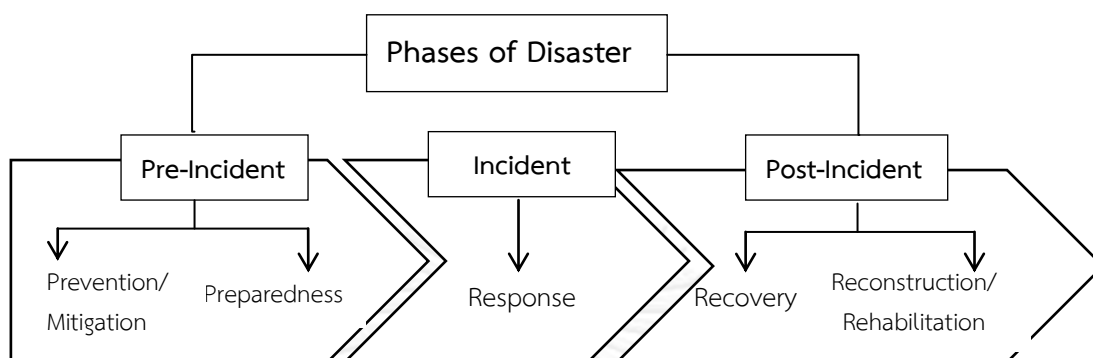 Phases of Disaster
Pre-Incident
Incident
Post-Incident
Prevention/
Mitigation
Preparedness
Response
Recovery
Reconstruction/
Rehabilitation